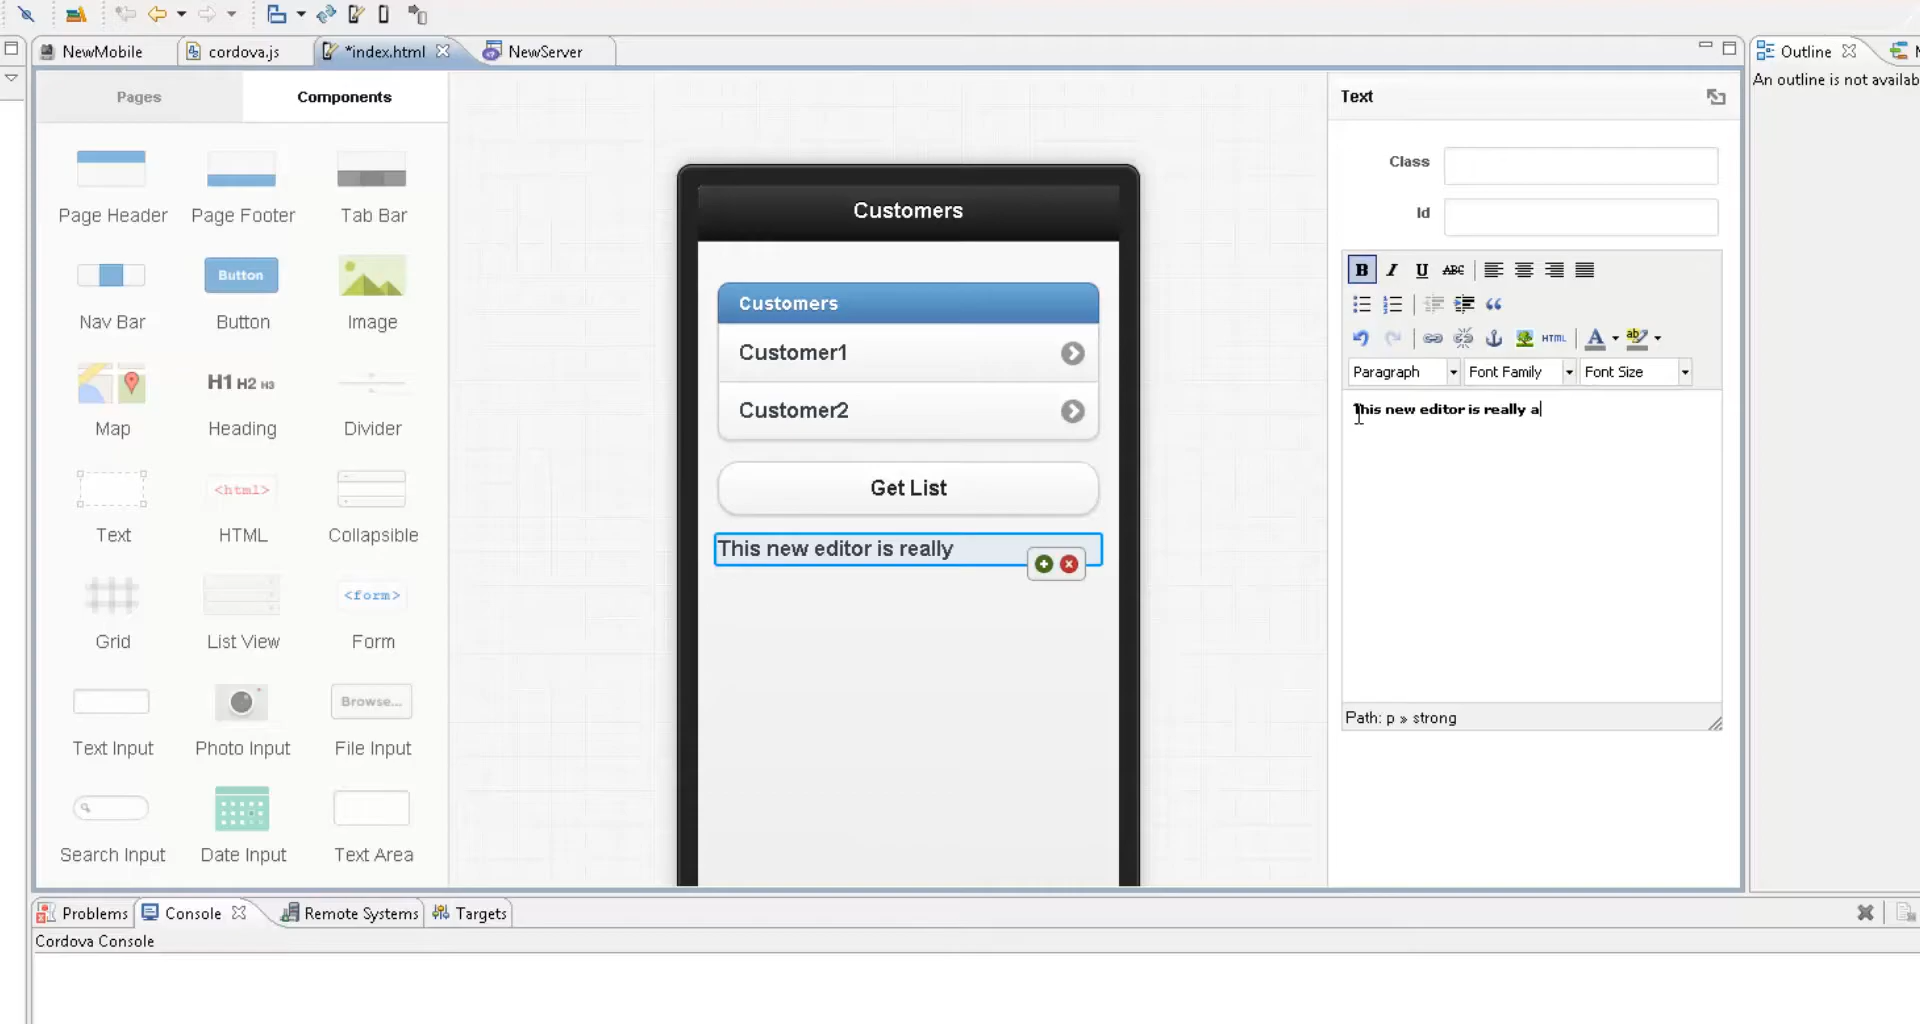 NewMobile
cordova.js
*index.html
NewServer
Outline
An outline is not availab
Pages
Components
Page Header
Page Footer
Tab Bar
Button
Nav Bar
Button
Image
H1 H2 H3
Map
Heading
Divider
<html>
Text
HTML
Collapsible
<form>
Grid
List View
Form
Browse...
Text Input
Photo Input
File Input
Search Input
Date Input
Text Area
Customers
Customers
Customer1
Customer2
Get List
This new editor is really
Text
Class
Id
B I U ABC
HTML A ab
Paragraph
Font Family
Font Size
This new editor is really a
Path: p » strong
Problems
Console
Remote Systems
Targets
Cordova Console